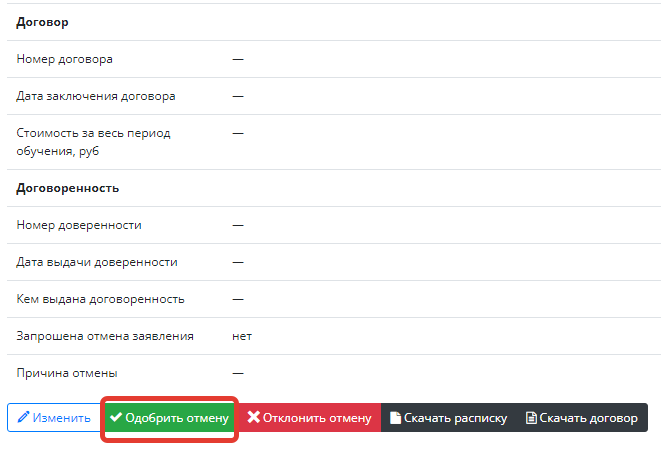 Договор
Номер договора —
Дата заключения договора —
Стоимость за весь период —
обучения, руб
Договоренность
Номер доверенности —
Дата выдачи доверенности —
Кем выдана договоренность —
Запрошена отмена заявления нет
Причина отмены —
Изменить Одобрить отмену Отклонить отмену Скачать расписку Скачать договор